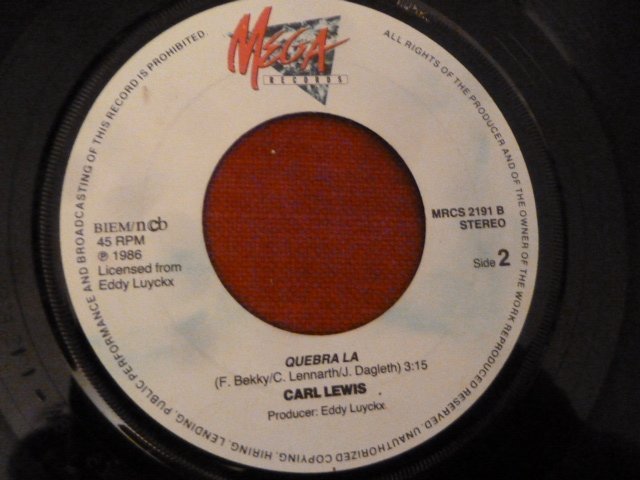 MEGA
RECORDS
BIEM/ncb
45 RPM
℗ 1986
Licensed from
Eddy Luyckx
MRCS 2191 B
STEREO
Side 2
QUEBRA LA
(F. Bekky/C. Lennarth/J. Dagleth) 3:15
CARL LEWIS
Producer: Eddy Luyckx
ALL RIGHTS OF THE PRODUCER AND OF THE OWNER OF THE WORK REPRODUCED RESERVED. UNAUTHORIZED COPYING, HIRING, LENDING, PUBLIC PERFORMANCE AND BROADCASTING OF THIS RECORD IS PROHIBITED.